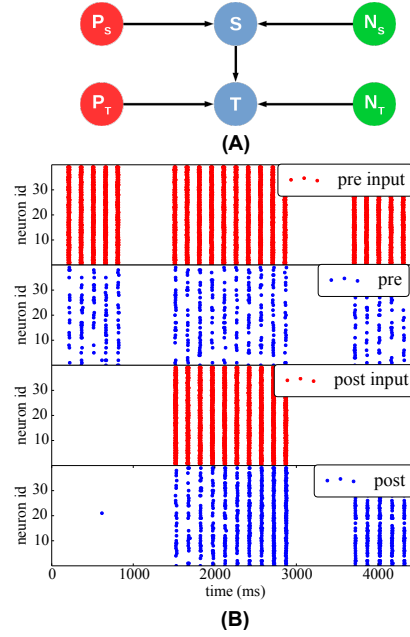 P_S S N_S
P_T T N_T
(A)
neuron id
30
20
10
pre input
neuron id
30
20
10
pre
neuron id
30
20
10
post input
neuron id
30
20
10
post
0 1000 2000 3000 4000
time (ms)
(B)